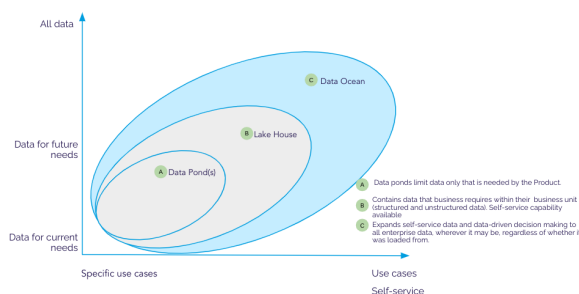 All data
C Data Ocean
B Lake House
Data for future
needs
A Data Pond(s)
A Data ponds limit data only that is needed by the Product.
B Contains data that business requires within their business unit
(structured and unstructured data). Self-service capability
available
C Expands self-service data and data-driven decision making to
all enterprise data, wherever it may be, regardless of whether it
was loaded from.
Data for current
needs
Specific use cases
Use cases
Self-service